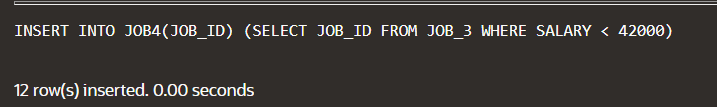 INSERT INTO JOB4(JOB_ID) (SELECT JOB_ID FROM JOB_3 WHERE SALARY < 42000)
12 row(s) inserted. 0.00 seconds